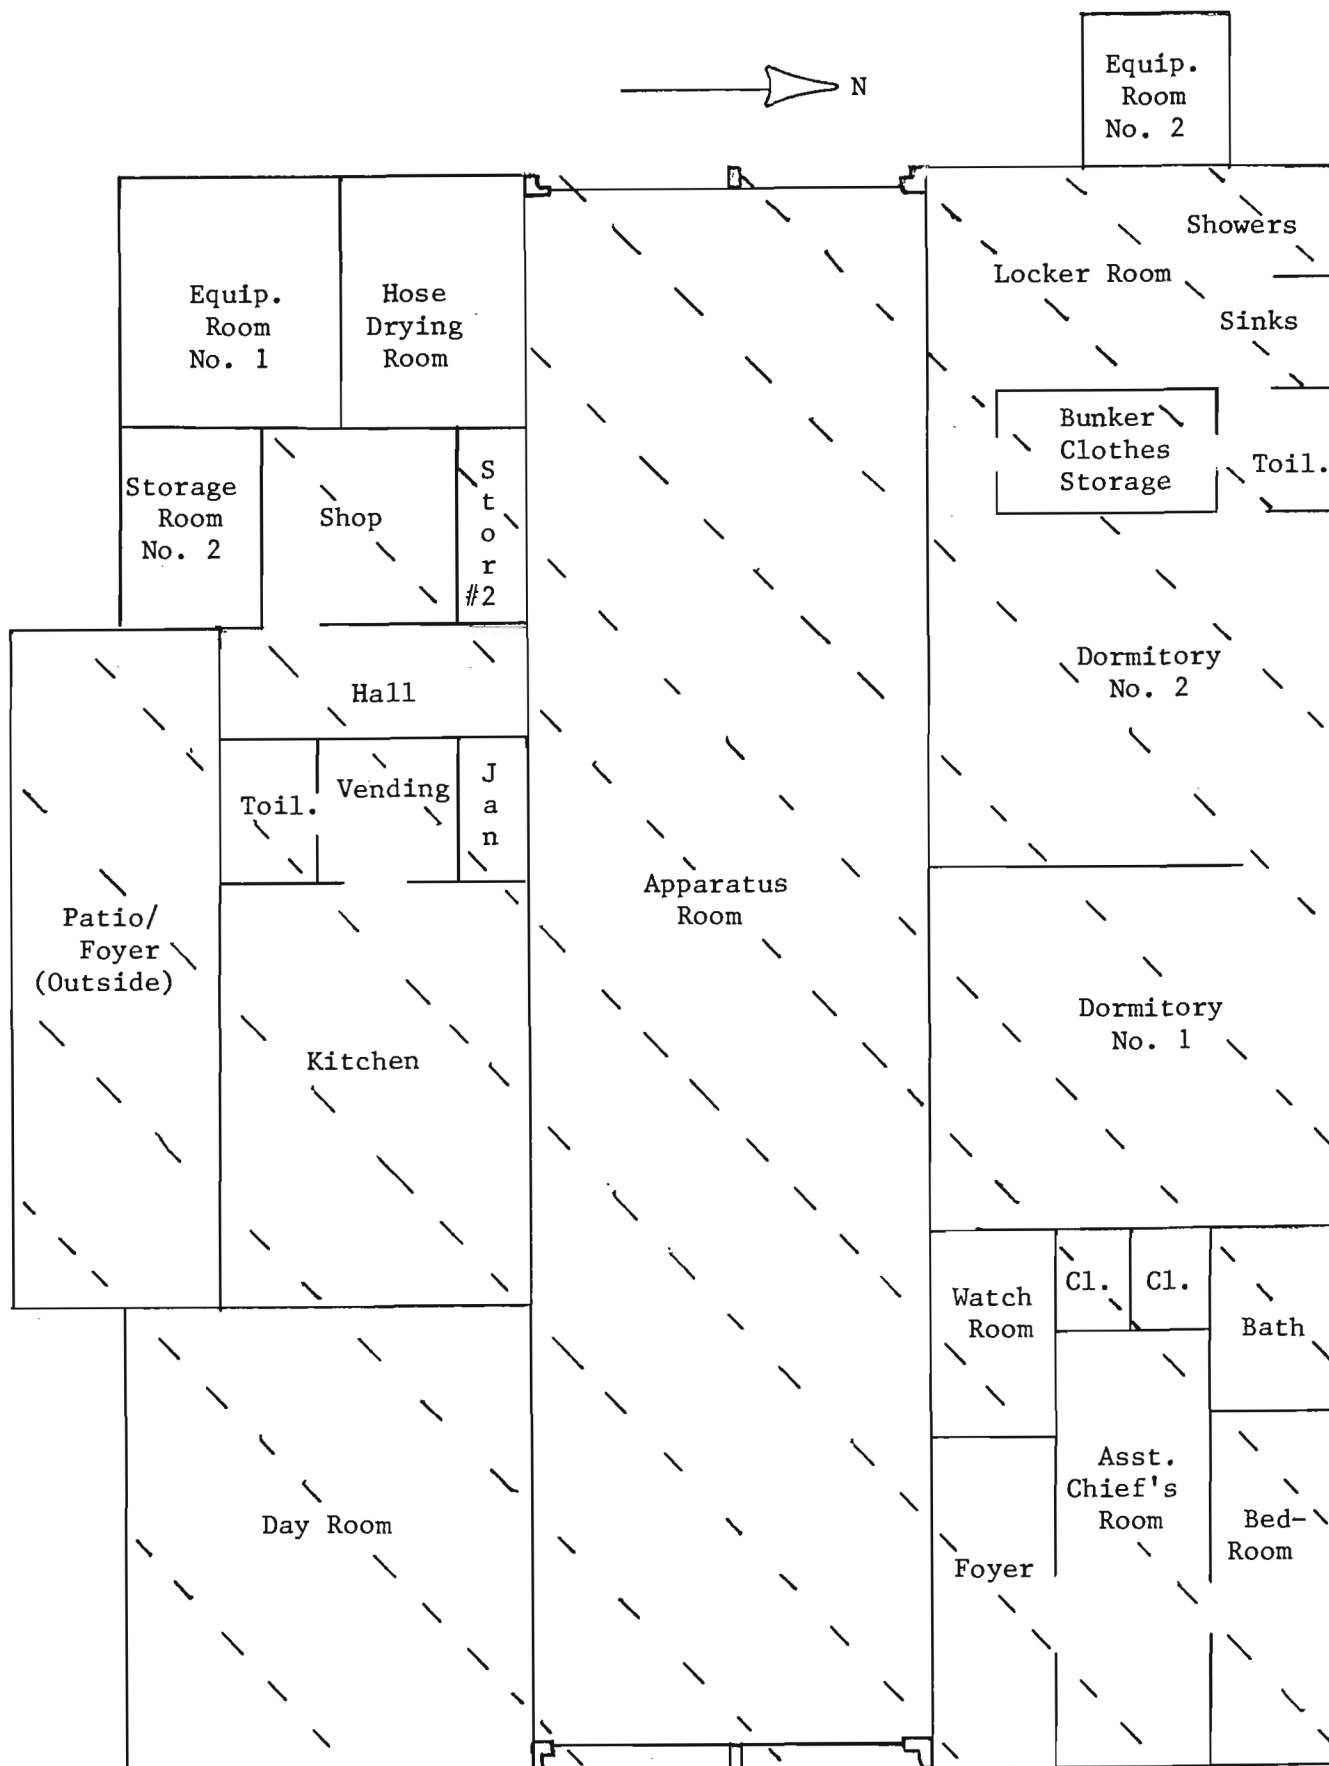 N
Equip.
Room
No. 2
Equip.
Room
No. 1
Hose
Drying
Room
Showers
Locker Room
Sinks
Bunker
Clothes
Storage
Toil.
Storage
Room
No. 2
Shop
S
t
o
r
#2
Hall
Dormitory
No. 2
Toil.
Vending
J
a
n
Apparatus
Room
Patio/
Foyer
(Outside)
Kitchen
Dormitory
No. 1
Watch
Room
Cl.
Cl.
Bath
Day Room
Foyer
Asst.
Chief's
Room
Bed-
Room